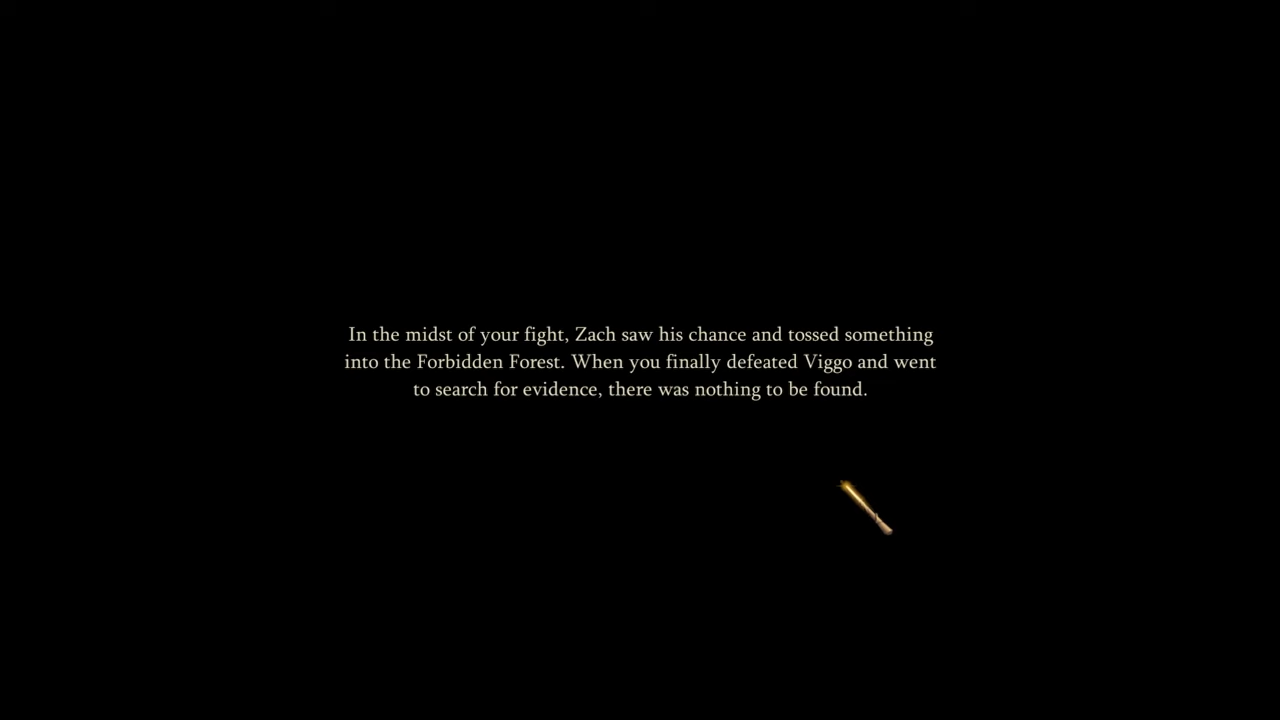 In the midst of your fight, Zach saw his chance and tossed something
into the Forbidden Forest. When you finally defeated Viggo and went
to search for evidence, there was nothing to be found.